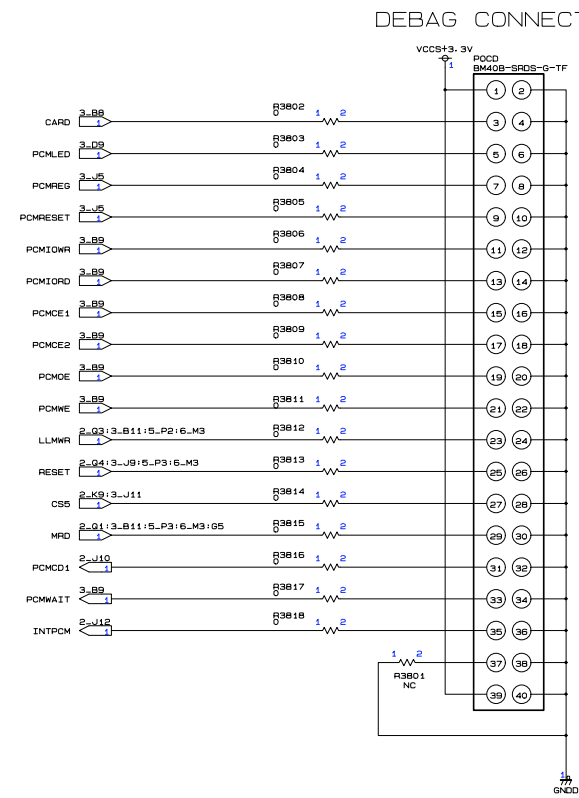 DEBAG CONNECT
VCCS+3.3V
1
POCD
BM40B-SRDS-G-TF
1 2
CARD 3_B8 1 R3802 0 1 2 3 4
PCMLED 3_D9 1 R3803 0 1 2 5 6
PCMREG 3_J5 1 R3804 0 1 2 7 8
PCMRESET 3_J5 1 R3805 0 1 2 9 10
PCMIOWR 3_B9 1 R3806 0 1 2 11 12
PCMIORD 3_B9 1 R3807 0 1 2 13 14
PCMCE1 3_B9 1 R3808 0 1 2 15 16
PCMCE2 3_B9 1 R3809 0 1 2 17 18
PCMOE 3_B9 1 R3810 0 1 2 19 20
PCMWE 3_B9 1 R3811 0 1 2 21 22
LLMWR 2_Q3:3_B11:5_P2:6_M3 1 R3812 0 1 2 23 24
RESET 2_Q4:3_J9:5_P3:6_M3 1 R3813 0 1 2 25 26
CS5 2_K9:3_J11 1 R3814 0 1 2 27 28
MRD 2_Q1:3_B11:5_P3:6_M3:G5 1 R3815 0 1 2 29 30
PCMCD1 2_J10 1 R3816 0 1 2 31 32
PCMWAIT 3_B9 1 R3817 0 1 2 33 34
INTPCM 2_J12 1 R3818 0 1 2 35 36
1 2 37 38
R3801
NC
39 40
1
GNDD